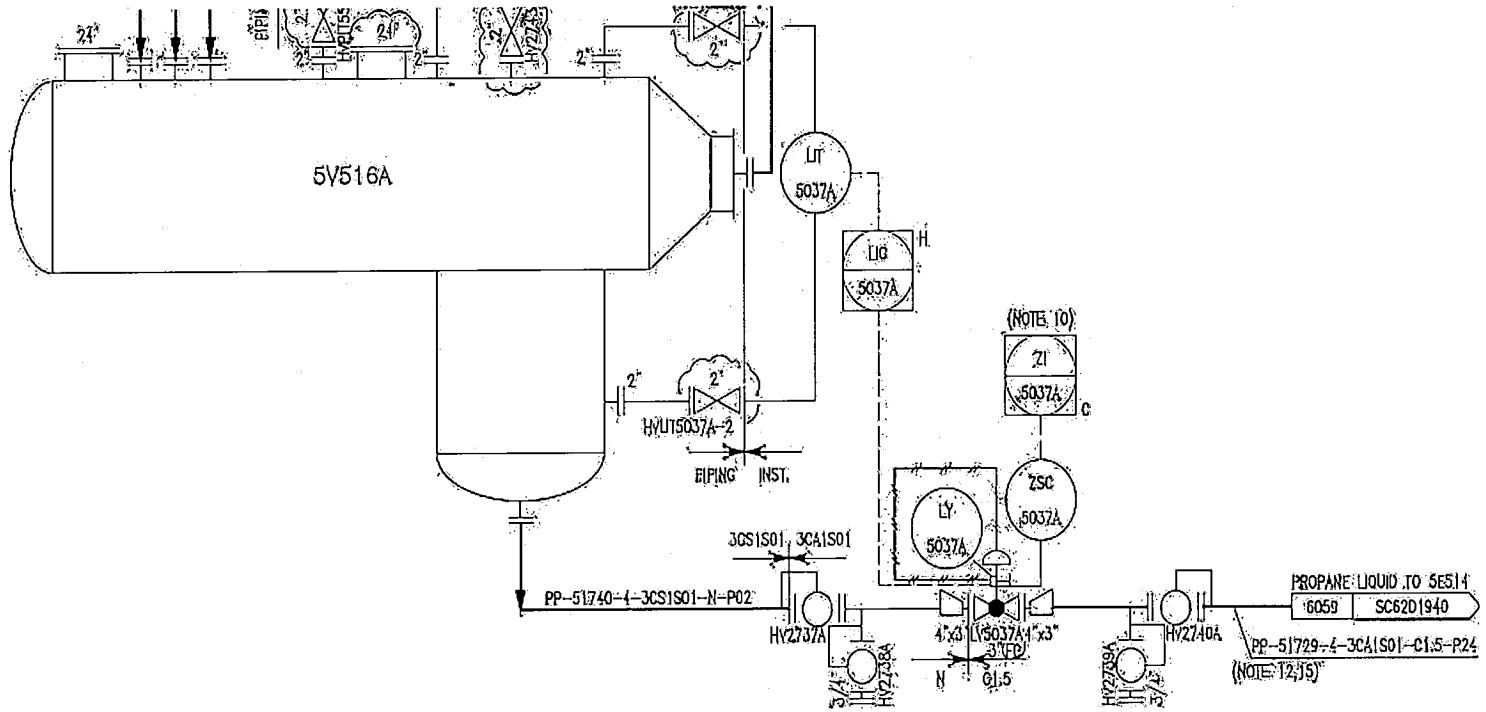 24"
2"
2"
24"
2"
2"
HV2773
2"
2"
5V516A
LIT
5037A
LIC
5037A
H
(NOTE 10)
ZI
5037A
C
2"
2"
HVLIT5037A-2
PIPING
INST.
ZSC
5037A
LY
5037A
3CS1S01
3CA1S01
PP-51740-4-3CS1S01-N-P02
HV2737A
4"x3"
LV5037A
4"x3"
3"(FC)
N
C1.5
HV2738A
3/4"
HV2739A
3/4"
HV2740A
PROPANE LIQUID TO 5E514
6059
SC62D1940
PP-51729-4-3CA1S01-C1.5-P24
(NOTE 12,15)